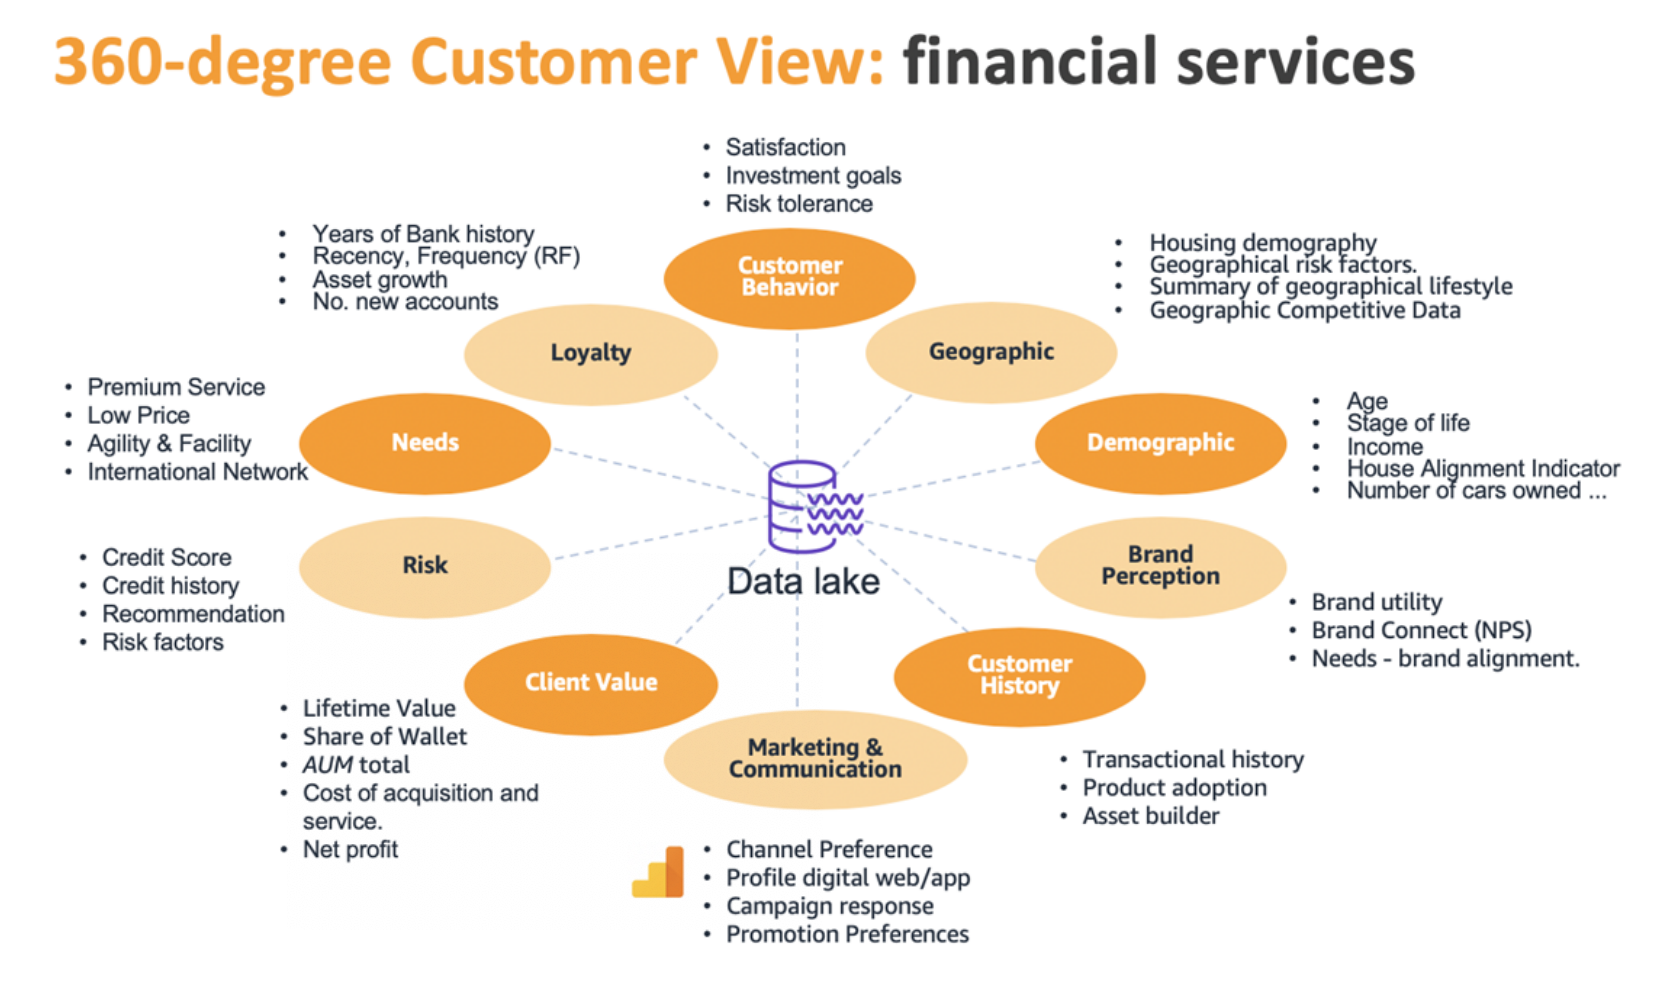 360-degree Customer View: financial services
• Satisfaction
• Investment goals
• Risk tolerance
Customer
Behavior
• Years of Bank history
• Recency, Frequency (RF)
• Asset growth
• No. new accounts
Loyalty
• Housing demography
• Geographical risk factors.
• Summary of geographical lifestyle
• Geographic Competitive Data
Geographic
• Premium Service
• Low Price
• Agility & Facility
• International Network
Needs
Demographic
• Age
• Stage of life
• Income
• House Alignment Indicator
• Number of cars owned ...
Data lake
• Credit Score
• Credit history
• Recommendation
• Risk factors
Risk
Brand
Perception
• Brand utility
• Brand Connect (NPS)
• Needs - brand alignment.
Client Value
• Lifetime Value
• Share of Wallet
• AUM total
• Cost of acquisition and
service.
• Net profit
Customer
History
• Transactional history
• Product adoption
• Asset builder
Marketing &
Communication
• Channel Preference
• Profile digital web/app
• Campaign response
• Promotion Preferences